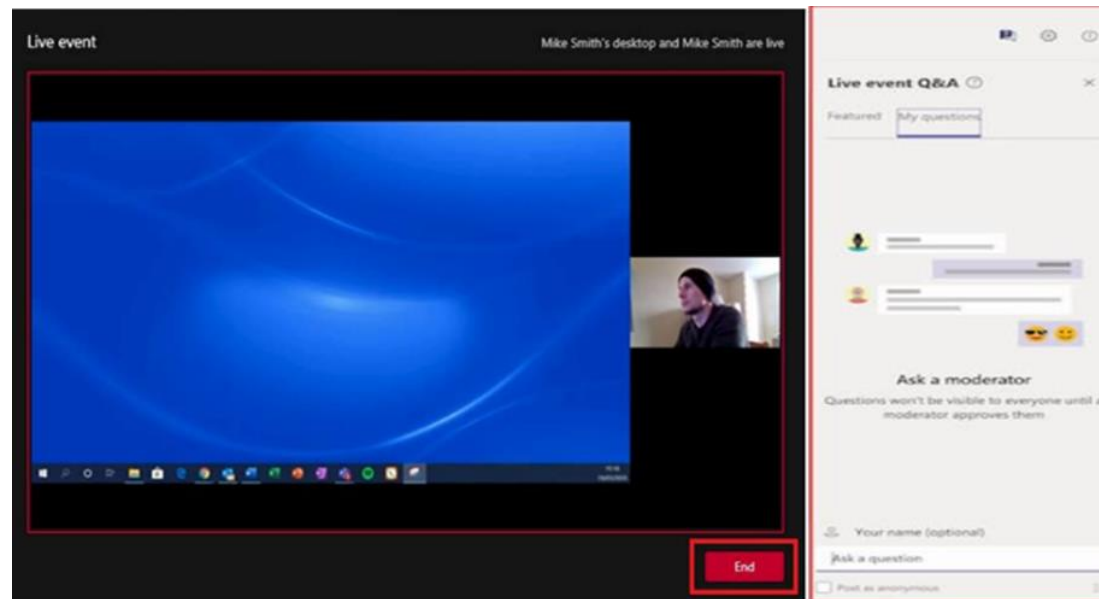 Live event
Mike Smith's desktop and Mike Smith are live
End
Live event Q&A
Featured My questions
Ask a moderator
Questions won't be visible to everyone until a
moderator approves them
Your name (optional)
Ask a question
Post as anonymous